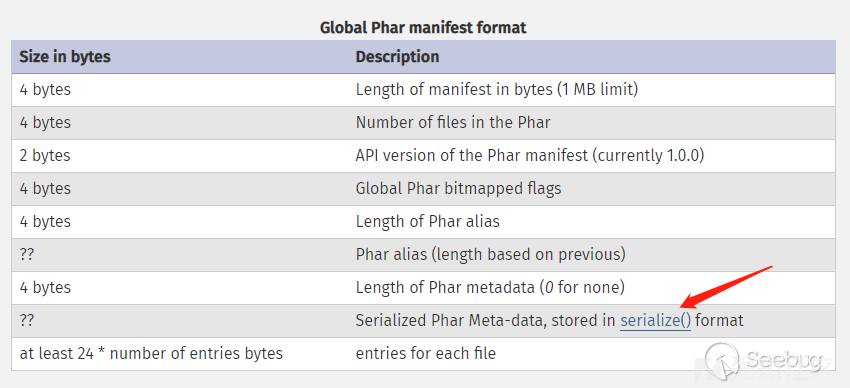 Global Phar manifest format
Size in bytes Description
4 bytes Length of manifest in bytes (1 MB limit)
4 bytes Number of files in the Phar
2 bytes API version of the Phar manifest (currently 1.0.0)
4 bytes Global Phar bitmapped flags
4 bytes Length of Phar alias
?? Phar alias (length based on previous)
4 bytes Length of Phar metadata (0 for none)
?? Serialized Phar Meta-data, stored in serialize() format
at least 24 * number of entries bytes entries for each file
Seebug